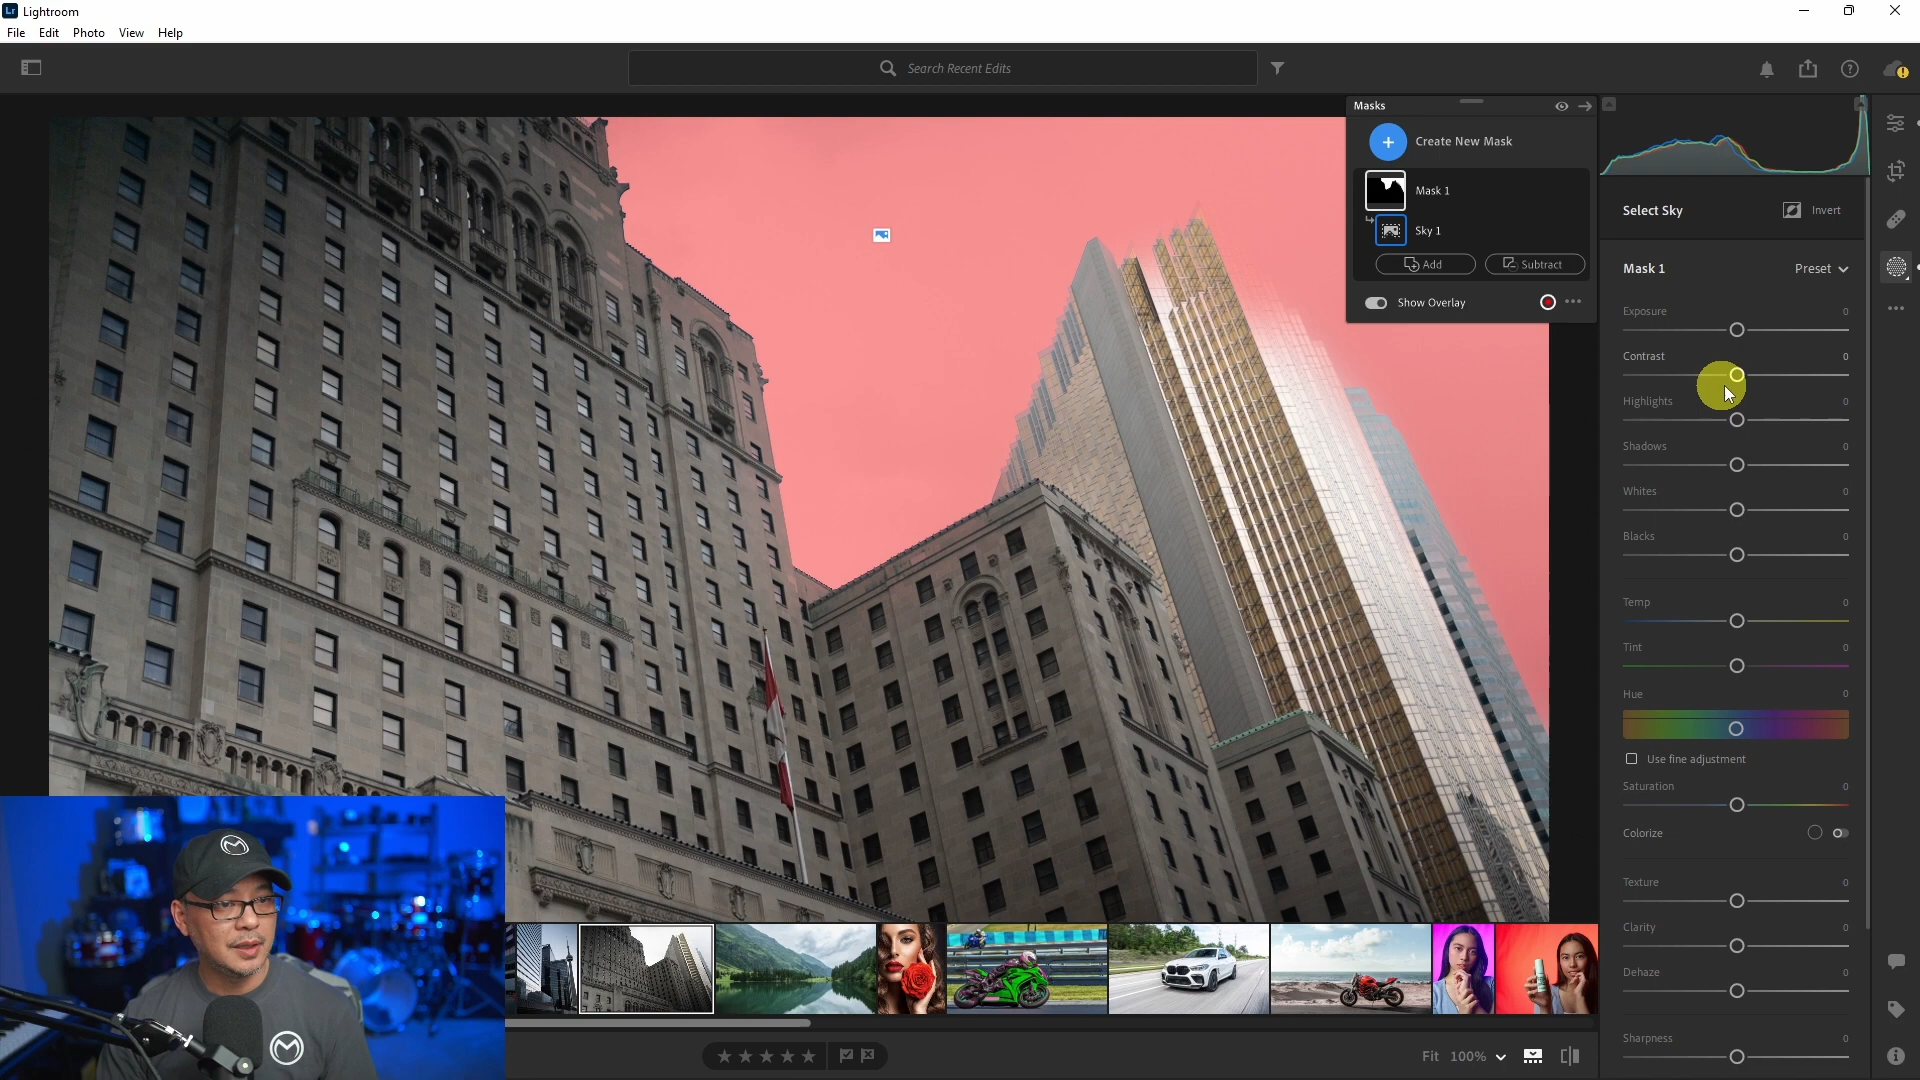 Lr Lightroom
File Edit Photo View Help
Search Recent Edits
Masks
Create New Mask
Mask 1
Sky 1
Add Subtract
Show Overlay
Select Sky Invert
Mask 1 Preset
Exposure 0
Contrast 0
Highlights 0
Shadows 0
Whites 0
Blacks 0
Temp 0
Tint 0
Hue 0
Use fine adjustment
Saturation 0
Colorize
Texture 0
Clarity 0
Dehaze 0
Sharpness 0
Fit 100%